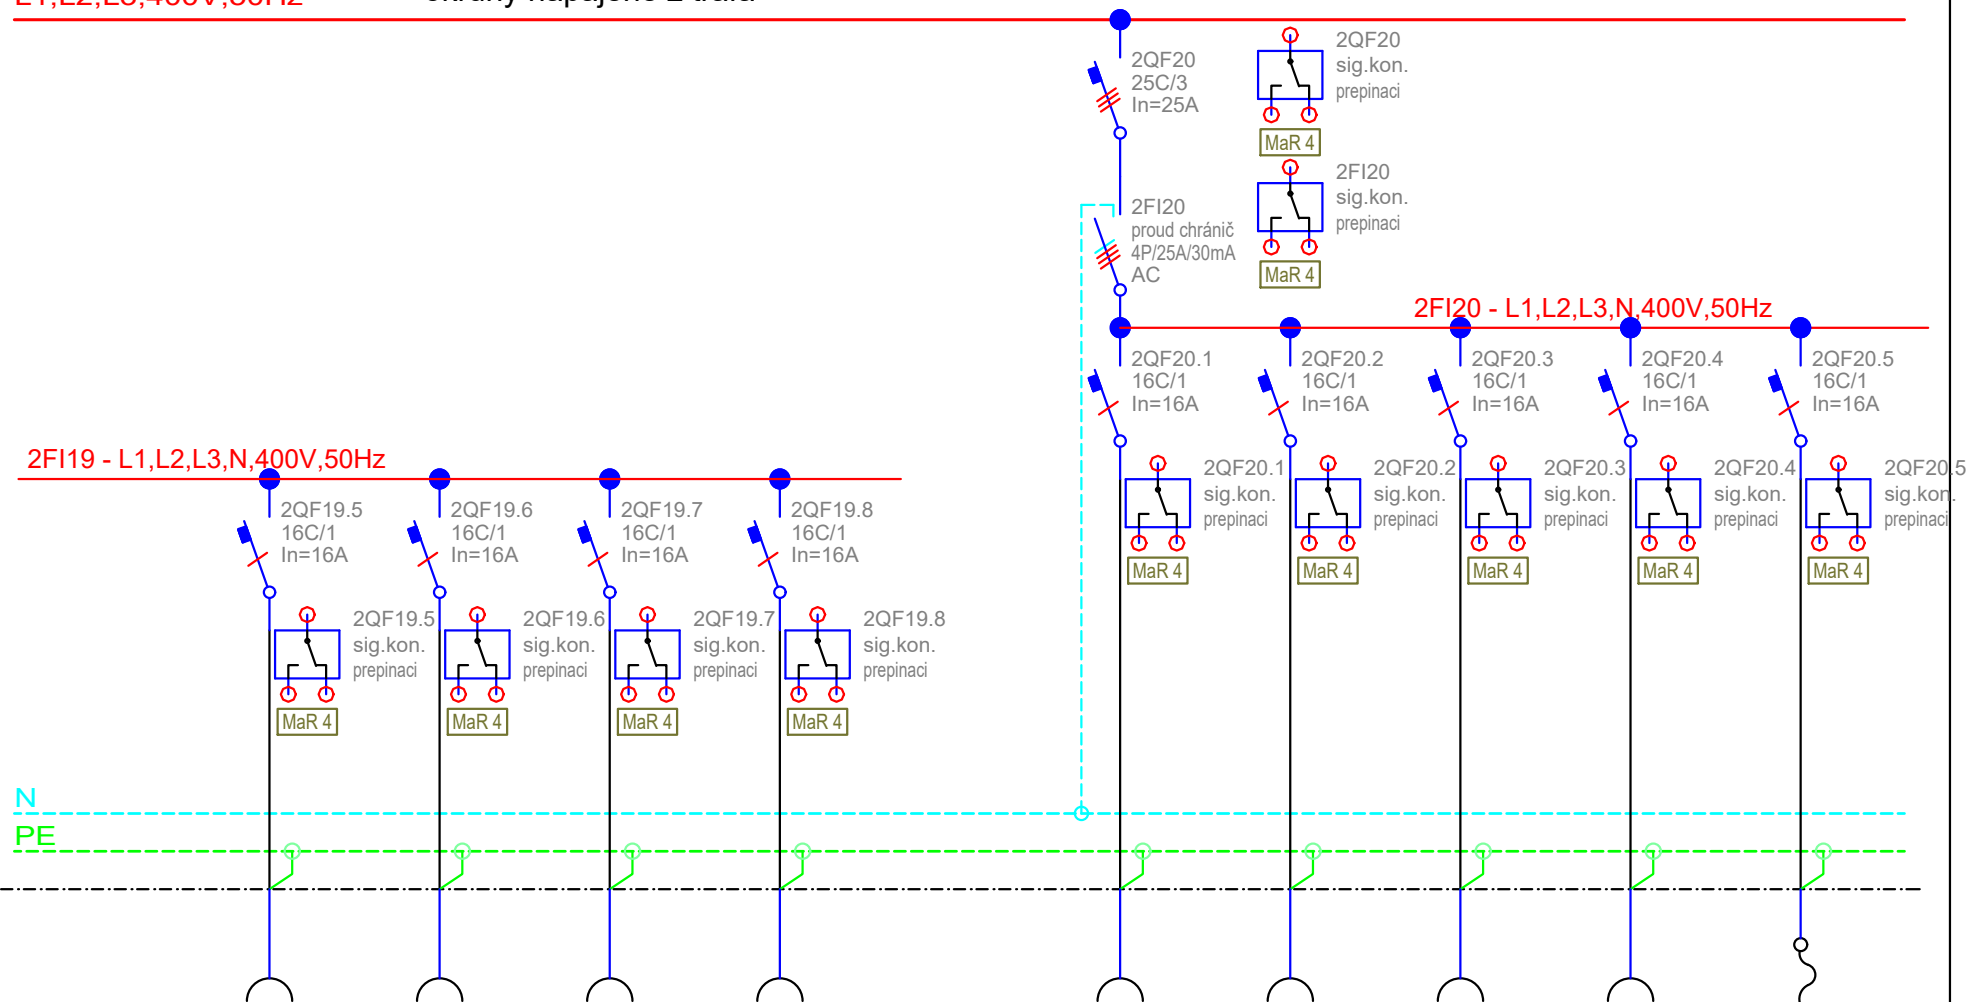 2QF20
25C/3
In=25A
2QF20
sig.kon.
prepinaci
MaR 4
2FI20
proud chránič
4P/25A/30mA
AC
2FI20
sig.kon.
prepinaci
MaR 4
2FI20 - L1,L2,L3,N,400V,50Hz
2QF20.1
16C/1
In=16A
2QF20.2
16C/1
In=16A
2QF20.3
16C/1
In=16A
2QF20.4
16C/1
In=16A
2QF20.5
16C/1
In=16A
2QF20.1
sig.kon.
prepinaci
MaR 4
2QF20.2
sig.kon.
prepinaci
MaR 4
2QF20.3
sig.kon.
prepinaci
MaR 4
2QF20.4
sig.kon.
prepinaci
MaR 4
2QF20.5
sig.kon.
prepinaci
MaR 4
2FI19 - L1,L2,L3,N,400V,50Hz
2QF19.5
16C/1
In=16A
2QF19.6
16C/1
In=16A
2QF19.7
16C/1
In=16A
2QF19.8
16C/1
In=16A
2QF19.5
sig.kon.
prepinaci
MaR 4
2QF19.6
sig.kon.
prepinaci
MaR 4
2QF19.7
sig.kon.
prepinaci
MaR 4
2QF19.8
sig.kon.
prepinaci
MaR 4
N
PE